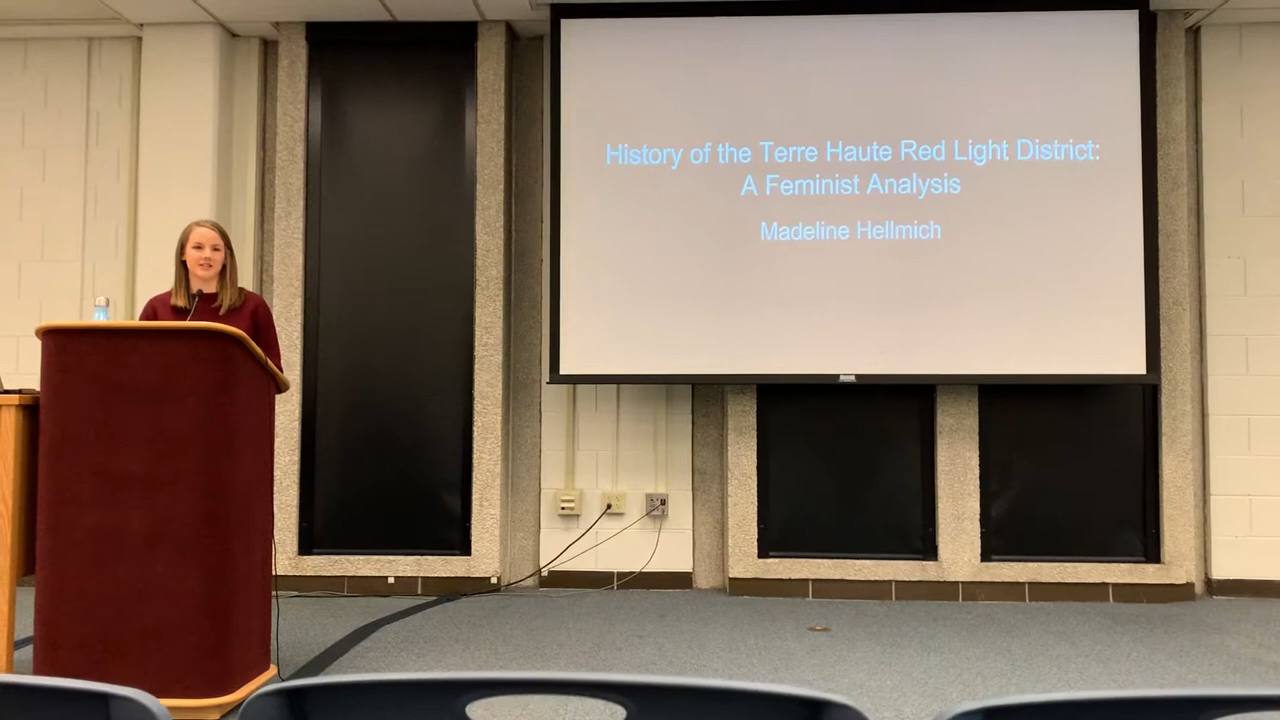 History of the Terre Haute Red Light District:
A Feminist Analysis
Madeline Hellmich